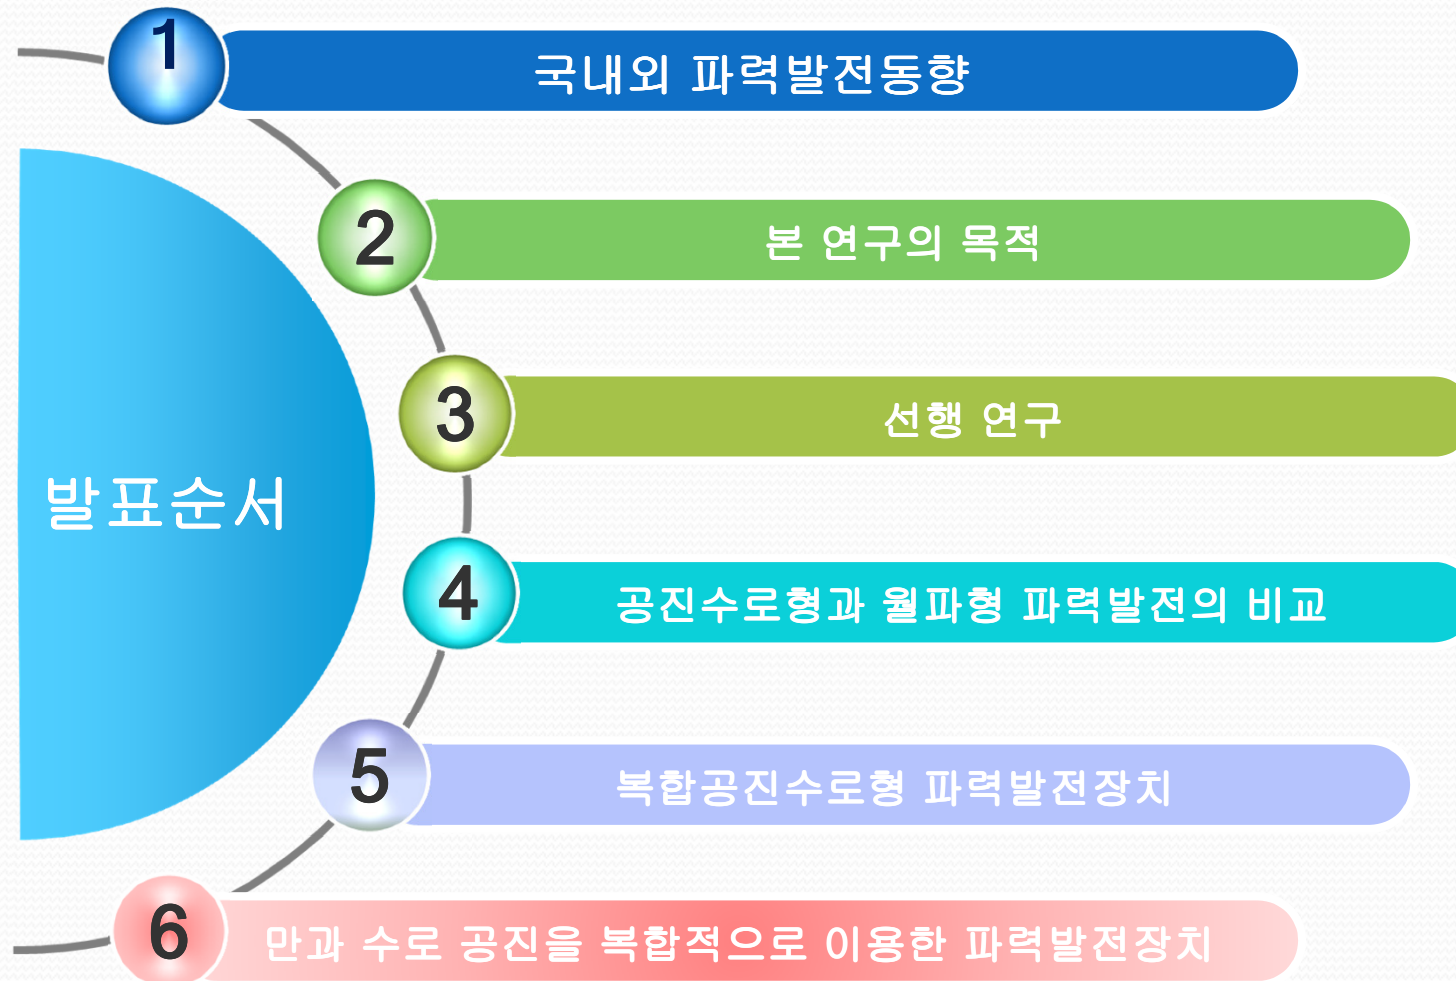 발표순서
1
국내외 파력발전동향
2
본 연구의 목적
3
선행 연구
4
공진수로형과 월파형 파력발전의 비교
5
복합공진수로형 파력발전장치
6
만과 수로 공진을 복합적으로 이용한 파력발전장치